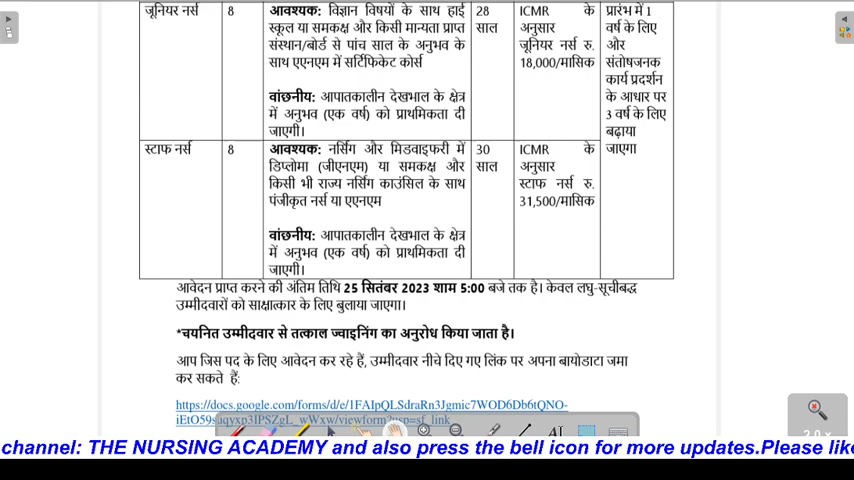 जूनियर नर्स 8 आवश्यक: विज्ञान विषयों के साथ हाई 28 ICMR के प्रारंभ में 1
स्कूल या समकक्ष और किसी मान्यता प्राप्त साल अनुसार वर्ष के लिए
संस्थान/बोर्ड से पांच साल के अनुभव के जूनियर नर्स रु. और
साथ एएनएम में सर्टिफिकेट कोर्स 18,000/मासिक संतोषजनक
कार्य प्रदर्शन
वांछनीय: आपातकालीन देखभाल के क्षेत्र के आधार पर
में अनुभव (एक वर्ष) को प्राथमिकता दी 3 वर्ष के लिए
जाएगी। बढ़ाया
स्टाफ नर्स 8 आवश्यक: नर्सिंग और मिडवाइफरी में 30 ICMR के जाएगा
डिप्लोमा (जीएनएम) या समकक्ष और साल अनुसार
किसी भी राज्य नर्सिंग काउंसिल के साथ स्टाफ नर्स रु.
पंजीकृत नर्स या एएनएम 31,500/मासिक
वांछनीय: आपातकालीन देखभाल के क्षेत्र
में अनुभव (एक वर्ष) को प्राथमिकता दी
जाएगी।
आवेदन प्राप्त करने की अंतिम तिथि 25 सितंबर 2023 शाम 5:00 बजे तक है। केवल लघु-सूचीबद्ध
उम्मीदवारों को साक्षात्कार के लिए बुलाया जाएगा।
*चयनित उम्मीदवार से तत्काल ज्वाइनिंग का अनुरोध किया जाता है।
आप जिस पद के लिए आवेदन कर रहे हैं, उम्मीदवार नीचे दिए गए लिंक पर अपना बायोडाटा जमा
कर सकते हैं:
https://docs.google.com/forms/d/e/1FAIpQLSdraRn3Jgmic7WOD6Db6tQNO-
channel: THE NURSING ACADEMY and also press the bell icon for more updates.Please like